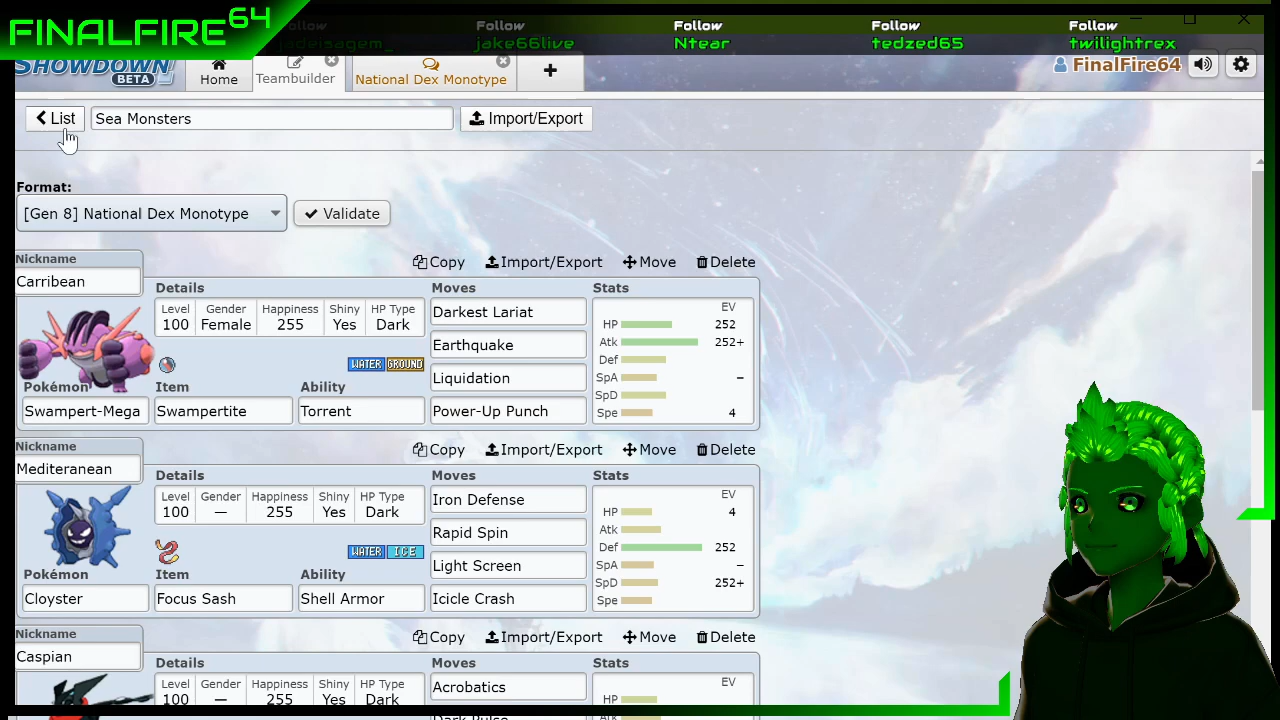 FINALFIRE64
Follow
Follow
jake66live
Follow
Ntear
Follow
tedzed65
Follow
twilightrex
SHOWDOWN
BETA
Home
Teambuilder
National Dex Monotype
FinalFire64
List
Sea Monsters
Import/Export
Format:
[Gen 8] National Dex Monotype
Validate
Nickname
Carribean
Copy Import/Export Move Delete
Details
Level Gender Happiness Shiny HP Type
100 Female 255 Yes Dark
WATER GROUND
Pokémon Item Ability
Swampert-Mega Swampertite Torrent
Moves
Darkest Lariat
Earthquake
Liquidation
Power-Up Punch
Stats
EV
HP 252
Atk 252+
Def
SpA –
SpD
Spe 4
Nickname
Mediteranean
Copy Import/Export Move Delete
Details
Level Gender Happiness Shiny HP Type
100 — 255 Yes Dark
WATER ICE
Pokémon Item Ability
Cloyster Focus Sash Shell Armor
Moves
Iron Defense
Rapid Spin
Light Screen
Icicle Crash
Stats
EV
HP 4
Atk
Def 252
SpA –
SpD 252+
Spe
Nickname
Caspian
Copy Import/Export Move Delete
Details
Level Gender Happiness Shiny HP Type
100 — 255 Yes Dark
Moves
Acrobatics
Dark Pulse
Stats
EV
HP